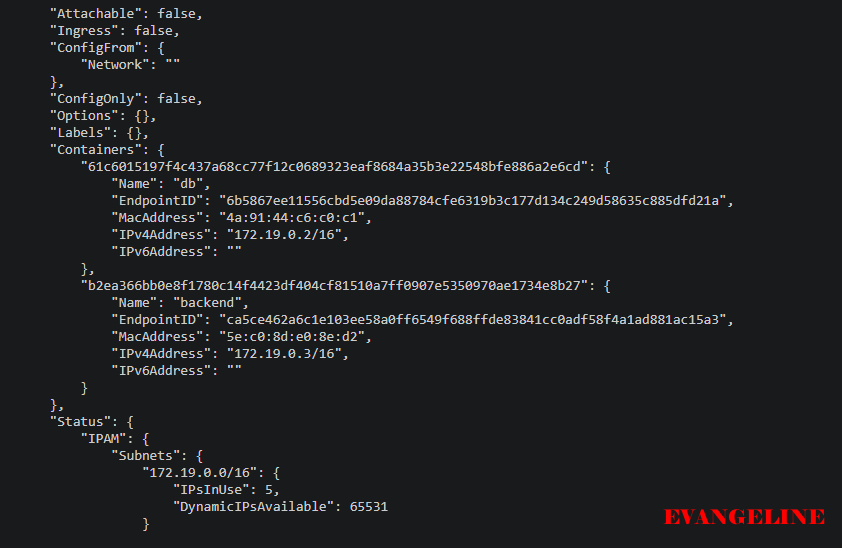 "Attachable": false,
"Ingress": false,
"ConfigFrom": {
"Network": ""
},
"ConfigOnly": false,
"Options": {},
"Labels": {},
"Containers": {
"61c6015197f4c437a68cc77f12c0689323eaf8684a35b3e22548bfe886a2e6cd": {
"Name": "db",
"EndpointID": "6b5867ee11556cbd5e09da88784cfe6319b3c177d134c249d58635c885dfd21a",
"MacAddress": "4a:91:44:c6:c0:c1",
"IPv4Address": "172.19.0.2/16",
"IPv6Address": ""
},
"b2ea366bb0e8f1780c14f4423df404cf81510a7ff0907e5350970ae1734e8b27": {
"Name": "backend",
"EndpointID": "ca5ce462a6c1e103ee58a0ff6549f688ffde83841cc0adf58f4a1ad881ac15a3",
"MacAddress": "5e:c0:8d:e0:8e:d2",
"IPv4Address": "172.19.0.3/16",
"IPv6Address": ""
}
},
"Status": {
"IPAM": {
"Subnets": {
"172.19.0.0/16": {
"IPsInUse": 5,
"DynamicIPsAvailable": 65531
}
EVANGELINE